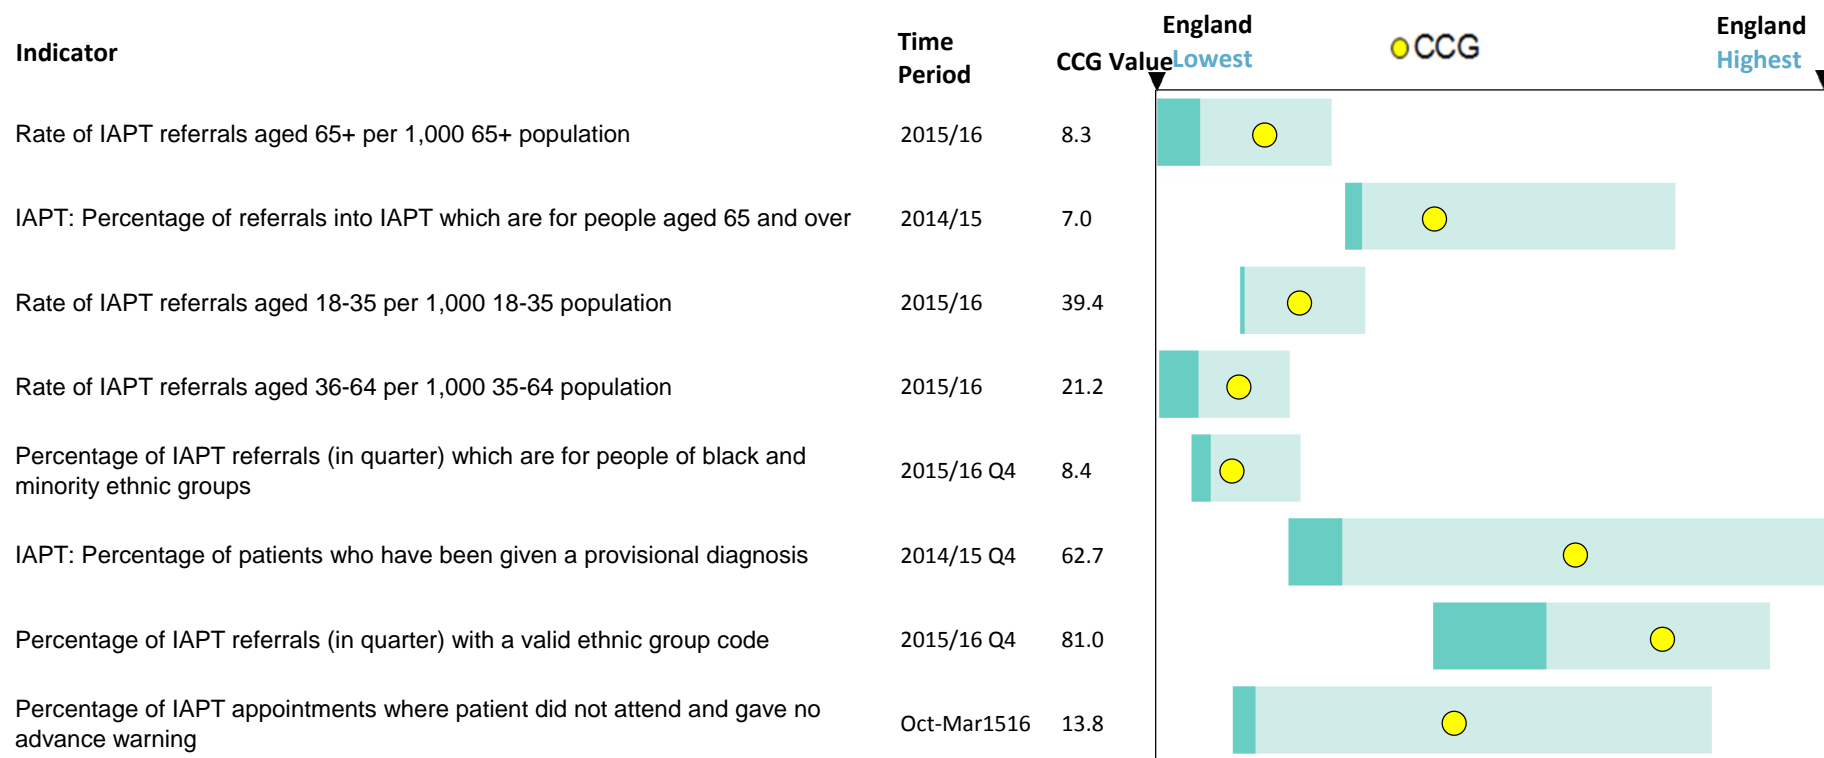 Indicator
Time
Period
CCG Value
England
Lowest
CCG
England
Highest
Rate of IAPT referrals aged 65+ per 1,000 65+ population 2015/16 8.3
IAPT: Percentage of referrals into IAPT which are for people aged 65 and over 2014/15 7.0
Rate of IAPT referrals aged 18-35 per 1,000 18-35 population 2015/16 39.4
Rate of IAPT referrals aged 36-64 per 1,000 35-64 population 2015/16 21.2
Percentage of IAPT referrals (in quarter) which are for people of black and
minority ethnic groups
2015/16 Q4 8.4
IAPT: Percentage of patients who have been given a provisional diagnosis 2014/15 Q4 62.7
Percentage of IAPT referrals (in quarter) with a valid ethnic group code 2015/16 Q4 81.0
Percentage of IAPT appointments where patient did not attend and gave no
advance warning
Oct-Mar1516 13.8